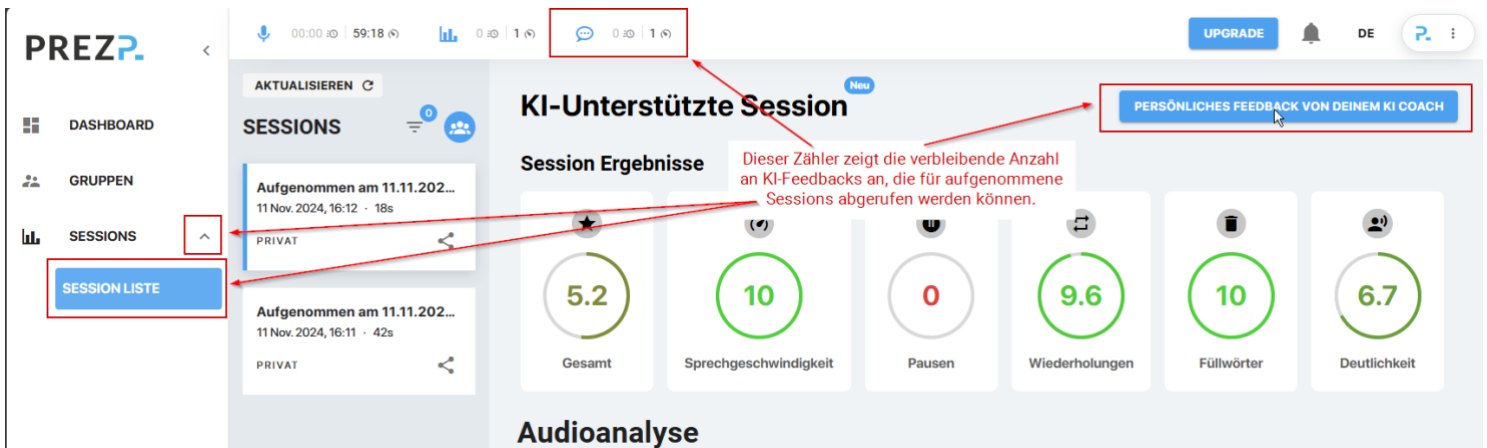 PREZP.
00:00 59:18 0 1 0 1
UPGRADE
DE
P.
AKTUALISIEREN
SESSIONS
0
DASHBOARD
GRUPPEN
SESSIONS
SESSION LISTE
Aufgenommen am 11.11.202...
11 Nov. 2024, 16:12 · 18s
PRIVAT
Aufgenommen am 11.11.202...
11 Nov. 2024, 16:11 · 42s
PRIVAT
KI-Unterstützte Session
Neu
PERSÖNLICHES FEEDBACK VON DEINEM KI COACH
Session Ergebnisse
Dieser Zähler zeigt die verbleibende Anzahl
an KI-Feedbacks an, die für aufgenommene
Sessions abgerufen werden können.
5.2
Gesamt
10
Sprechgeschwindigkeit
0
Pausen
9.6
Wiederholungen
10
Füllwörter
6.7
Deutlichkeit
Audioanalyse